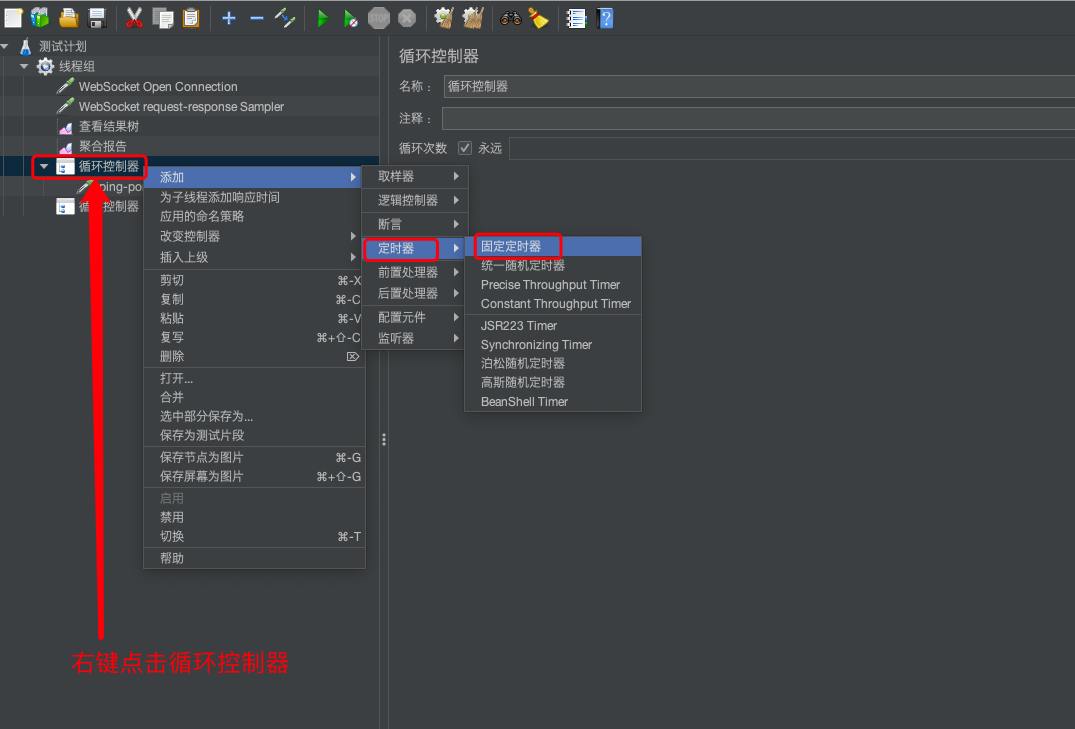 STOP
测试计划
线程组
WebSocket Open Connection
WebSocket request-response Sampler
查看结果树
聚合报告
循环控制器
ping-po
控制器
循环控制器
名称：
循环控制器
注释：
循环次数
永远
添加
为子线程添加响应时间
应用的命名策略
改变控制器
插入上级
剪切 ⌘-X
复制 ⌘-C
粘贴 ⌘-V
复写 ⌘+⇧-C
删除 ⌦
打开...
合并
选中部分保存为...
保存为测试片段
保存节点为图片 ⌘-G
保存屏幕为图片 ⌘+⇧-G
启用
禁用
切换 ⌘-T
帮助
取样器
逻辑控制器
断言
定时器
前置处理器
后置处理器
配置元件
监听器
固定定时器
统一随机定时器
Precise Throughput Timer
Constant Throughput Timer
JSR223 Timer
Synchronizing Timer
泊松随机定时器
高斯随机定时器
BeanShell Timer
右键点击循环控制器